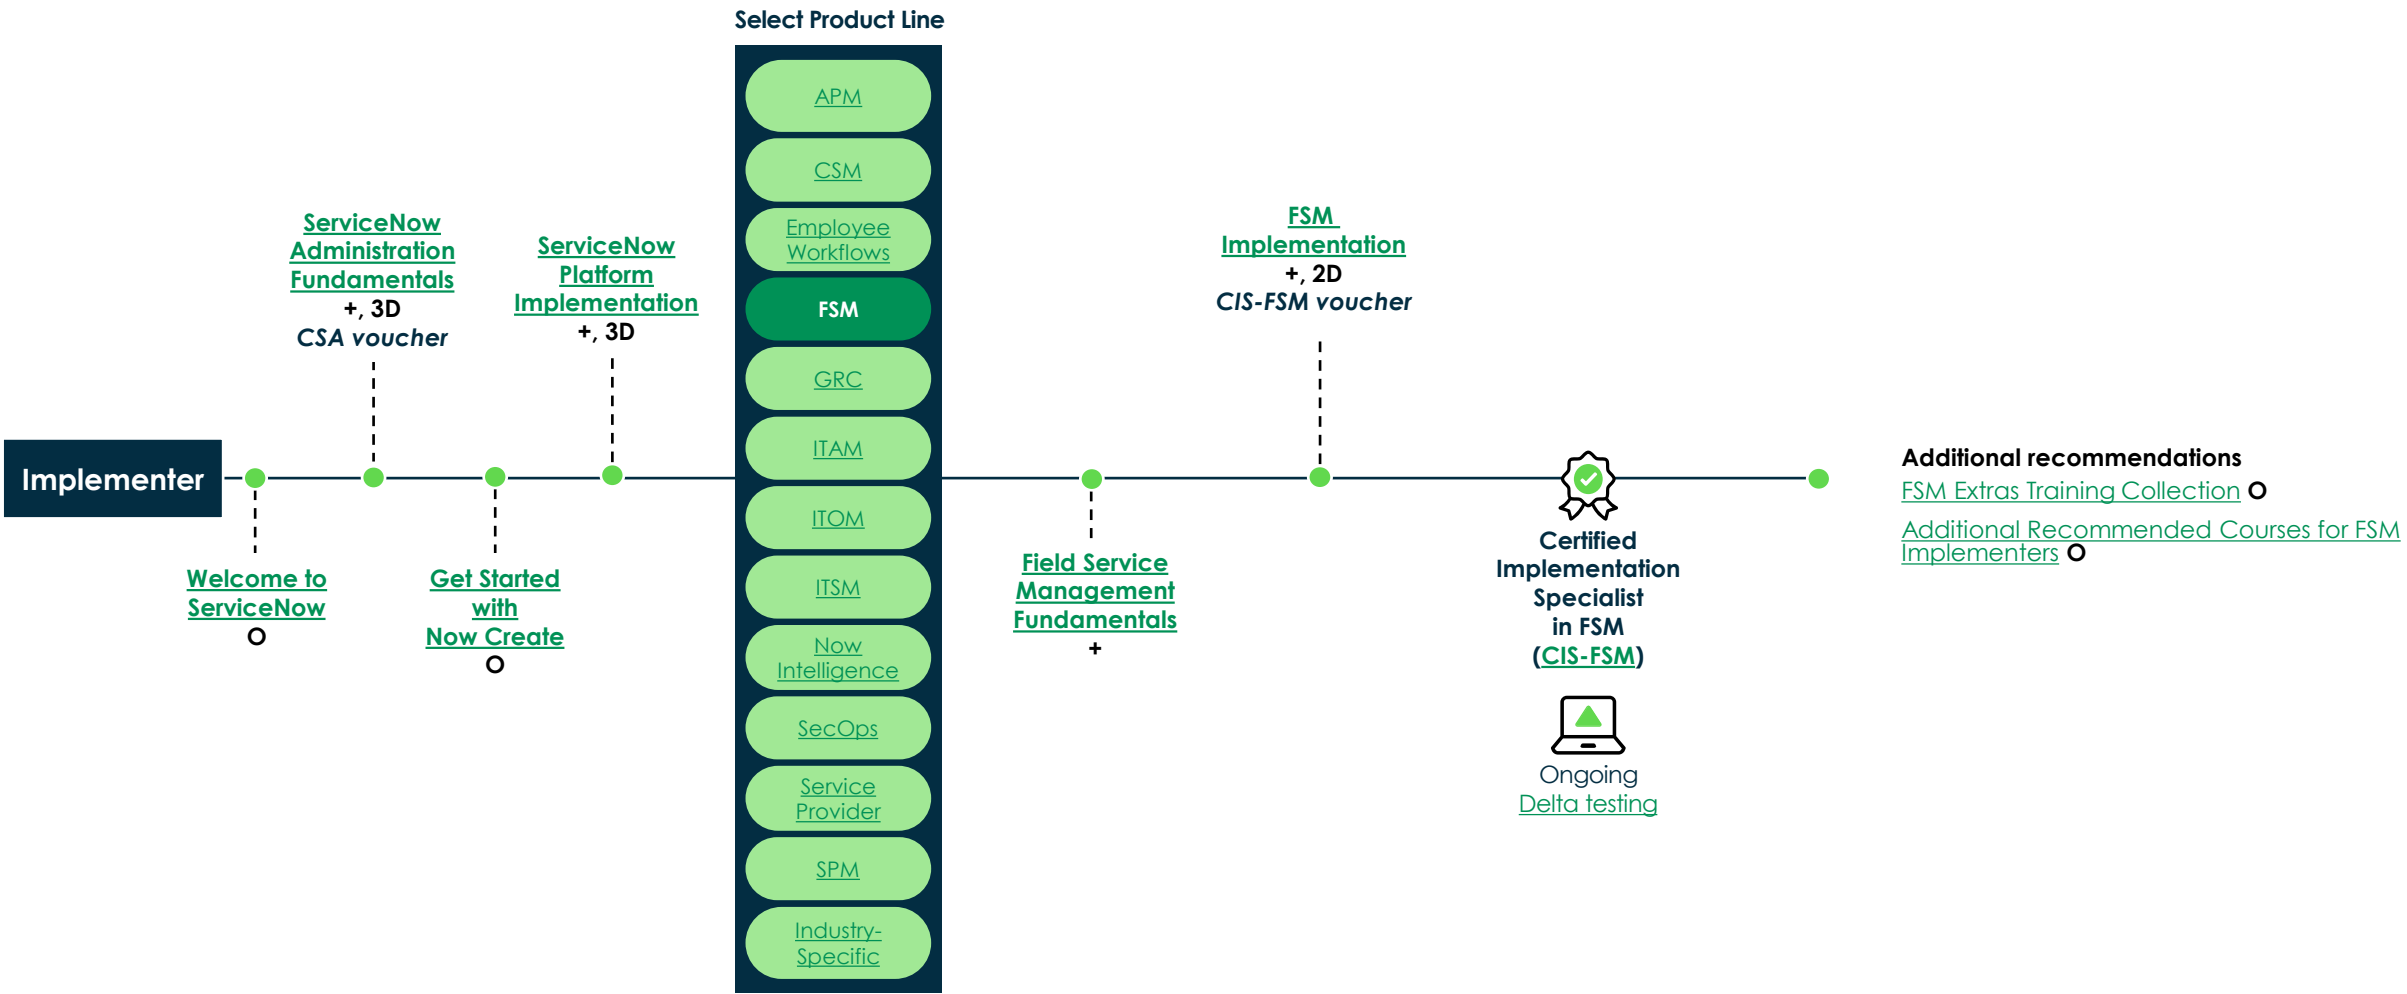 Select Product Line
APM
CSM
Employee
Workflows
FSM
GRC
ITAM
ITOM
ITSM
Now
Intelligence
SecOps
Service
Provider
SPM
Industry-
Specific
Implementer
Welcome to
ServiceNow
O
ServiceNow
Administration
Fundamentals
+, 3D
CSA voucher
Get Started
with
Now Create
O
ServiceNow
Platform
Implementation
+, 3D
Field Service
Management
Fundamentals
+
FSM
Implementation
+, 2D
CIS-FSM voucher
Certified
Implementation
Specialist
in FSM
(CIS-FSM)
Ongoing
Delta testing
Additional recommendations
FSM Extras Training Collection O
Additional Recommended Courses for FSM
Implementers O